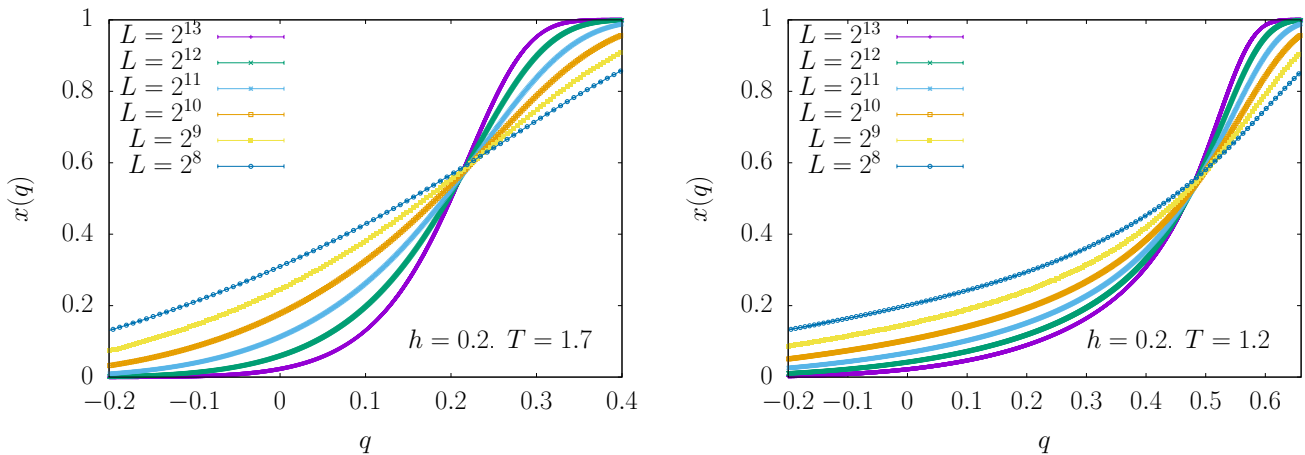 1
0.8
0.6
0.4
0.2
0
x(q)
L = 2^13
L = 2^12
L = 2^11
L = 2^10
L = 2^9
L = 2^8
h = 0.2. T = 1.7
−0.2 −0.1 0 0.1 0.2 0.3 0.4
q
1
0.8
0.6
0.4
0.2
0
x(q)
L = 2^13
L = 2^12
L = 2^11
L = 2^10
L = 2^9
L = 2^8
h = 0.2. T = 1.2
−0.2 −0.1 0 0.1 0.2 0.3 0.4 0.5 0.6
q